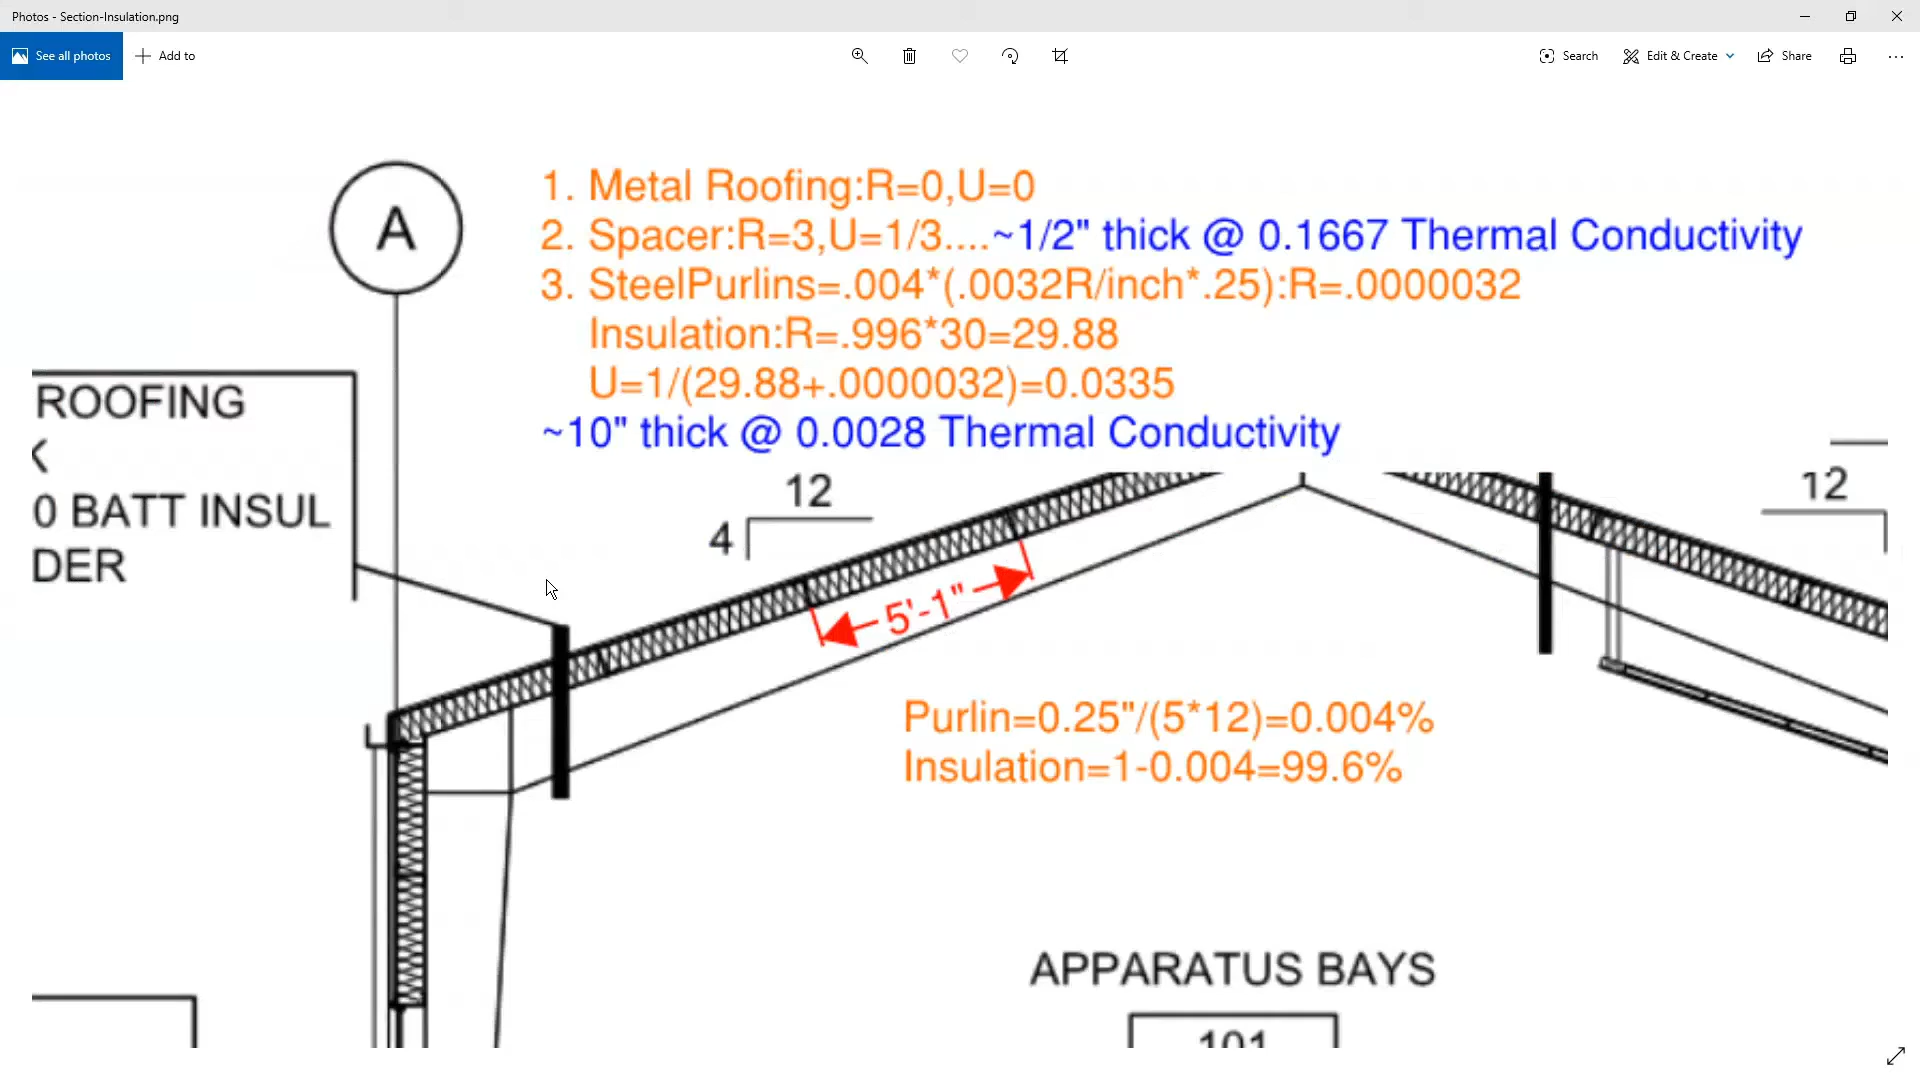 Photos - Section-Insulation.png
See all photos
Add to
Search
Edit & Create
Share
A
1. Metal Roofing:R=0,U=0
2. Spacer:R=3,U=1/3....~1/2" thick @ 0.1667 Thermal Conductivity
3. SteelPurlins=.004*(.0032R/inch*.25):R=.0000032
Insulation:R=.996*30=29.88
U=1/(29.88+.0000032)=0.0335
~10" thick @ 0.0028 Thermal Conductivity
ROOFING
0 BATT INSUL
DER
12
4
12
5'-1"
Purlin=0.25"/(5*12)=0.004%
Insulation=1-0.004=99.6%
APPARATUS BAYS
101